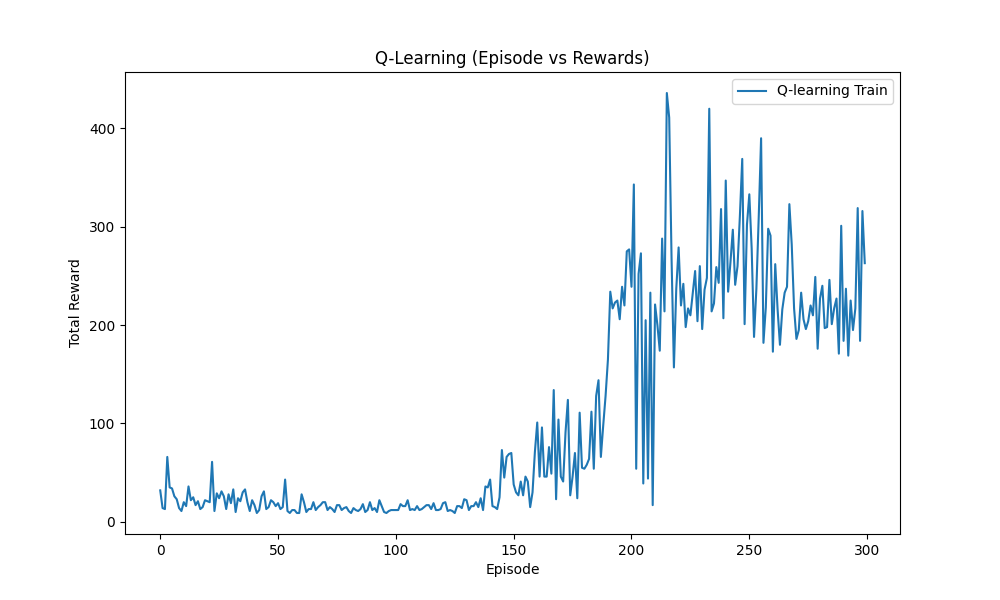 Q-Learning (Episode vs Rewards)
Q-learning Train
Total Reward
400
300
200
100
0
0 50 100 150 200 250 300
Episode